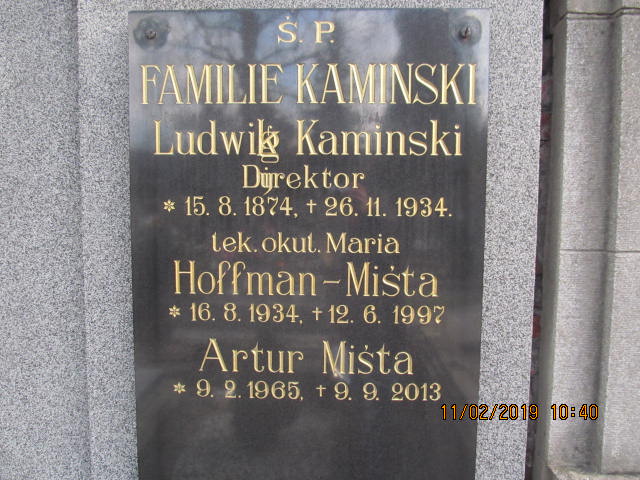 Ś. P.
FAMILIE KAMINSKI
Kaminski
* 15. 8. 1874, + 26. 11. 1934.
tek. okul. Maria
Hoffman - Miśta
* 16. 8. 1934, + 12. 6. 1997
Artur Miśta
* 9. 2. 1965, + 9. 9. 2013
11/02/2019 10:40